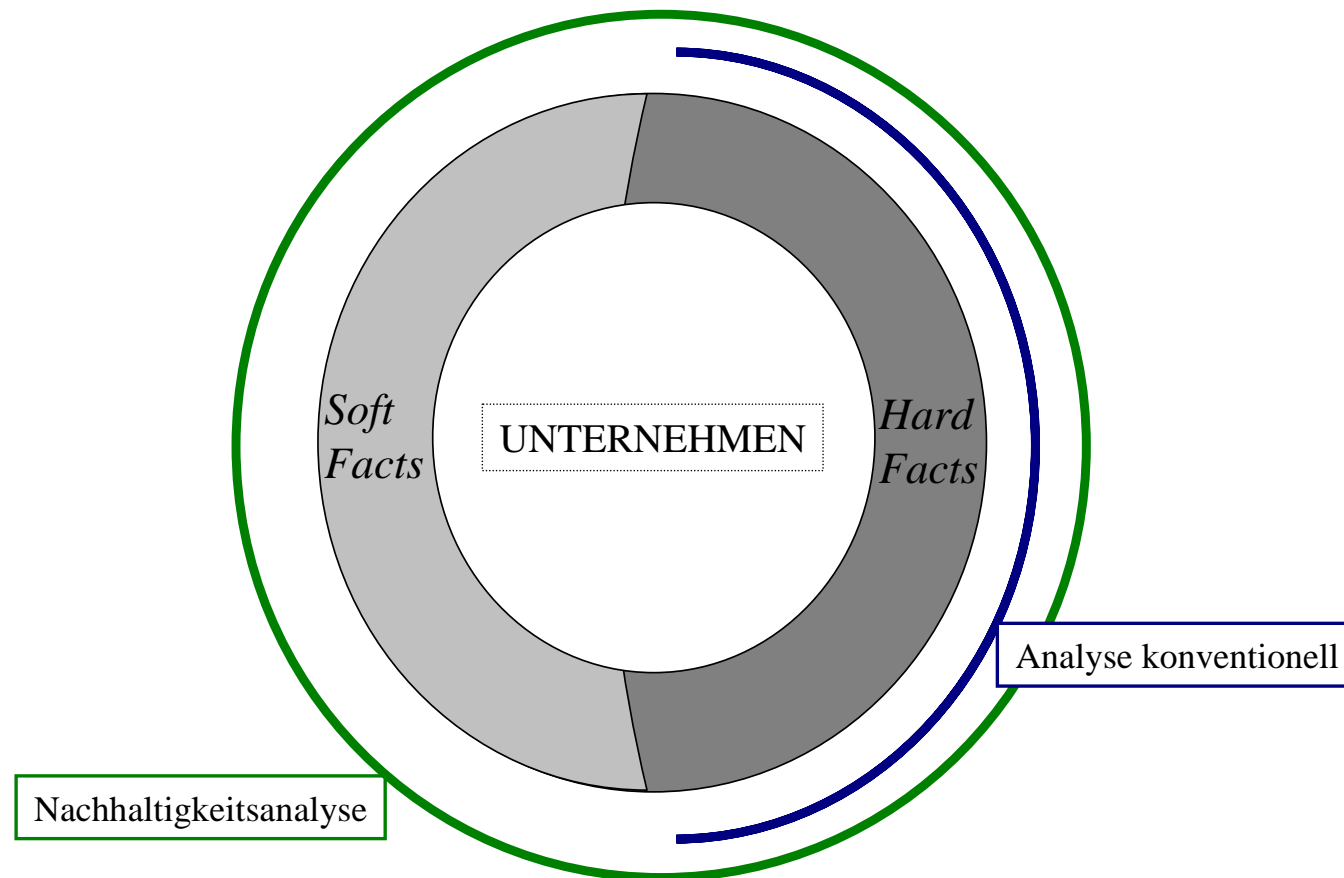 Soft
Facts
UNTERNEHMEN
Hard
Facts
Analyse konventionell
Nachhaltigkeitsanalyse